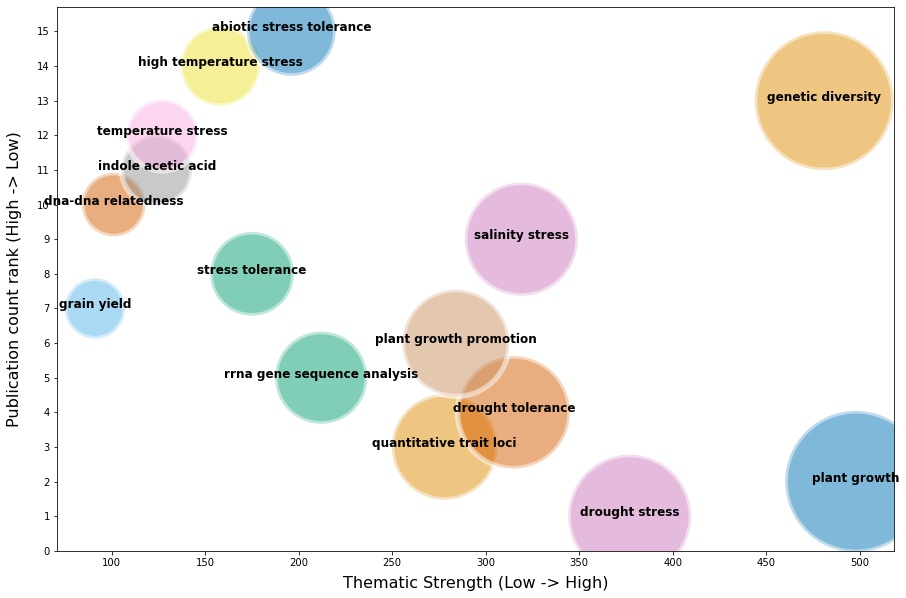 15
abiotic stress tolerance
14
high temperature stress
13
genetic diversity
12
temperature stress
11
indole acetic acid
10
dna-dna relatedness
9
salinity stress
8
stress tolerance
7
grain yield
6
plant growth promotion
5
rrna gene sequence analysis
4
drought tolerance
3
quantitative trait loci
2
plant growth
1
drought stress
0
Publication count rank (High -> Low)
100 150 200 250 300 350 400 450 500
Thematic Strength (Low -> High)